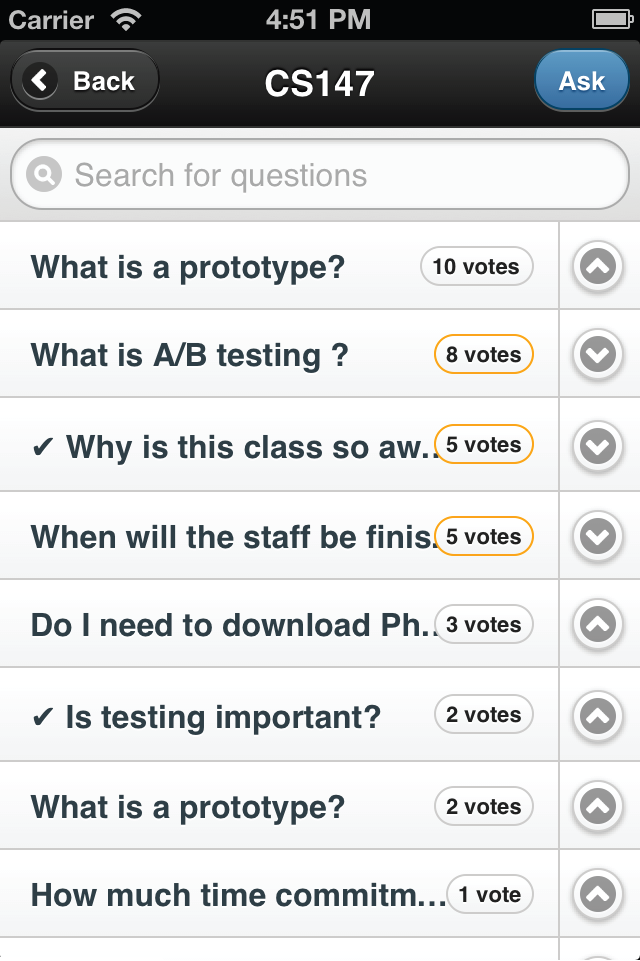 Carrier 4:51 PM
Back CS147 Ask
Search for questions
What is a prototype? 10 votes
What is A/B testing ? 8 votes
✔ Why is this class so aw... 5 votes
When will the staff be finis... 5 votes
Do I need to download Ph... 3 votes
✔ Is testing important? 2 votes
What is a prototype? 2 votes
How much time commitm... 1 vote